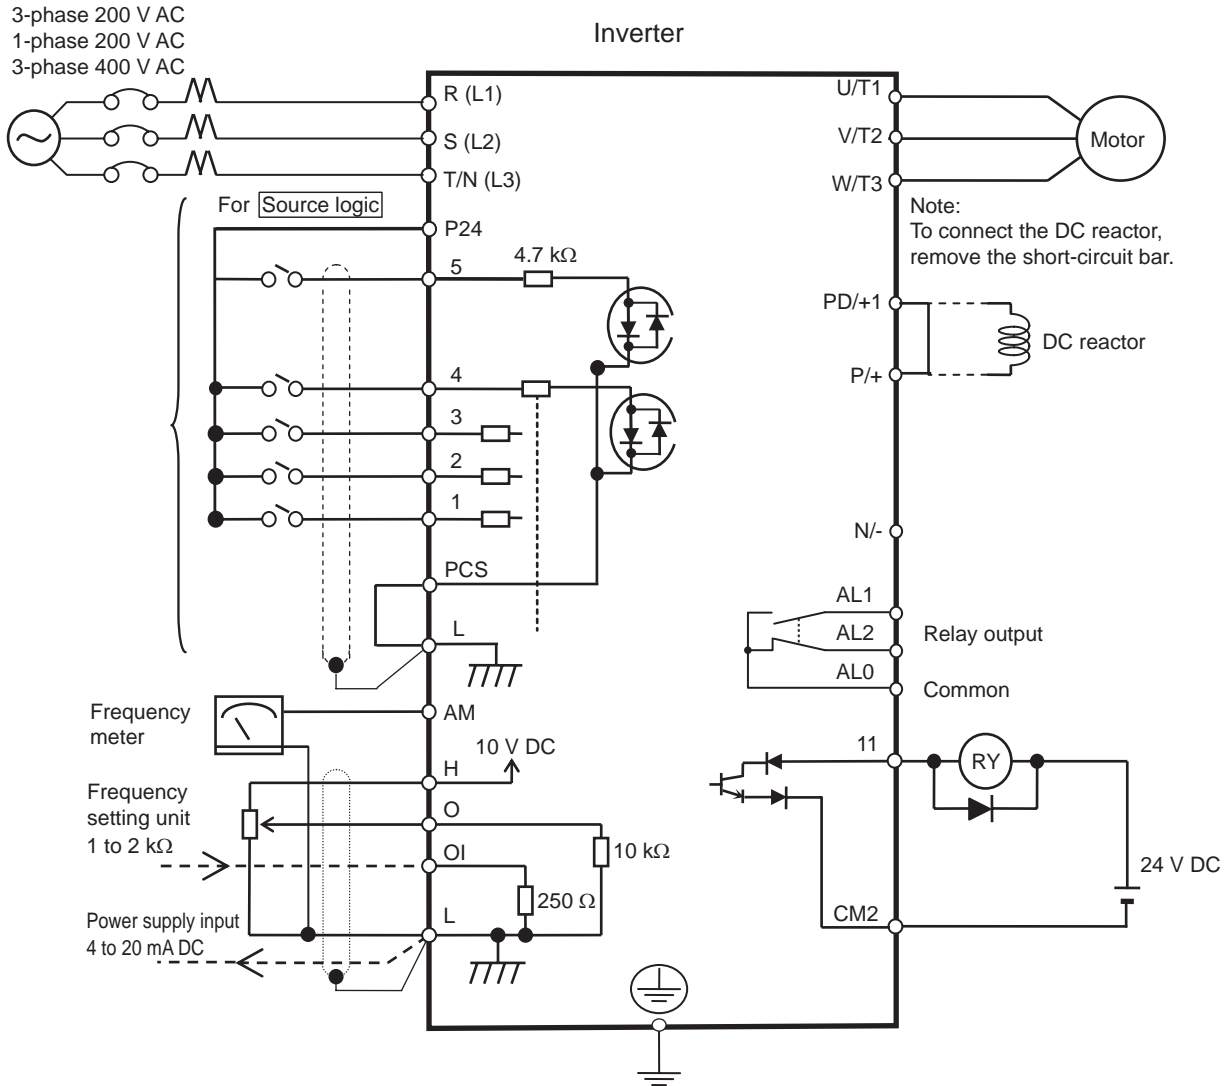 3-phase 200 V AC
1-phase 200 V AC
3-phase 400 V AC
Inverter
R (L1)
S (L2)
T/N (L3)
U/T1
V/T2
W/T3
Motor
For Source logic
P24
Note:
To connect the DC reactor,
remove the short-circuit bar.
5
4.7 kΩ
PD/+1
DC reactor
P/+
4
3
2
1
N/-
PCS
L
AL1
AL2
AL0
Relay output
Common
Frequency
meter
AM
10 V DC
H
11
RY
Frequency
setting unit
1 to 2 kΩ
O
OI
10 kΩ
250 Ω
24 V DC
Power supply input
4 to 20 mA DC
L
CM2